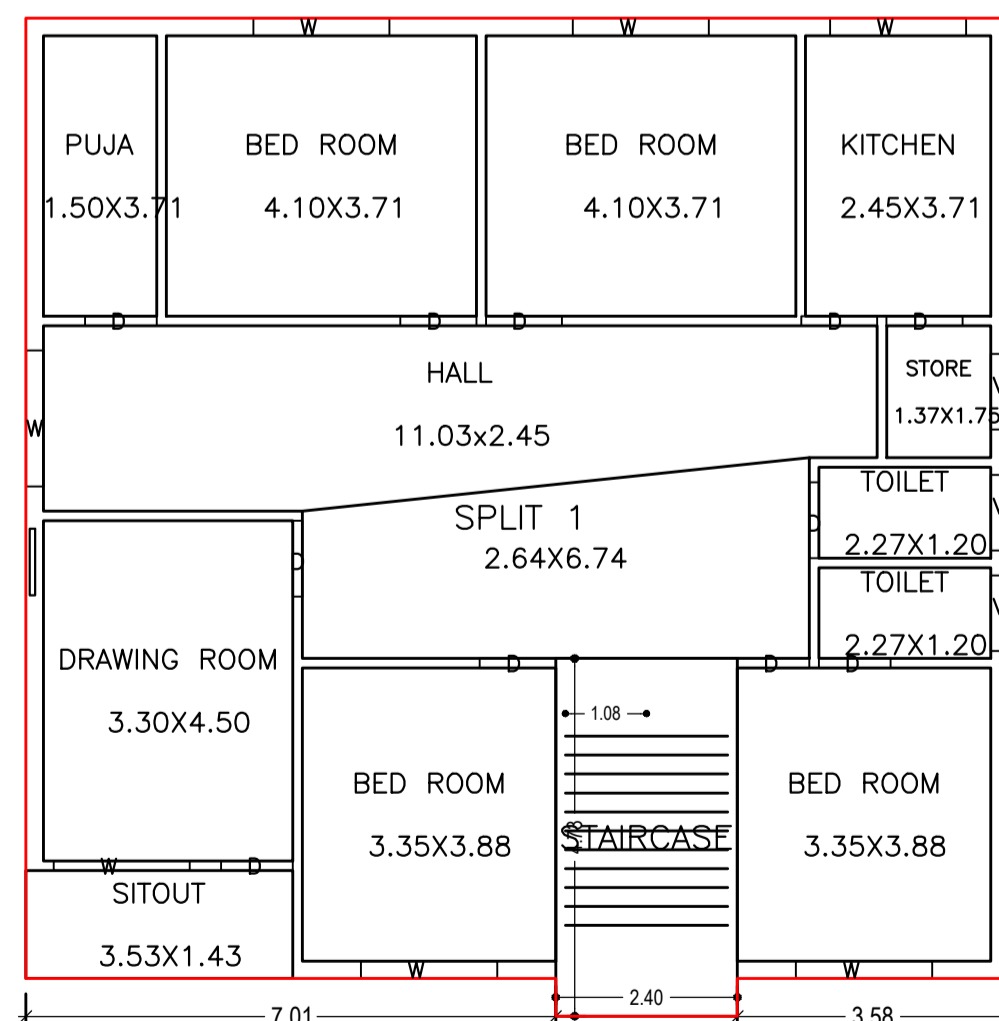 W W W
PUJA BED ROOM BED ROOM KITCHEN
1.50X3.71 4.10X3.71 4.10X3.71 2.45X3.71
D D D D D
HALL STORE
11.03x2.45 1.37X1.75
W
TOILET
SPLIT 1 D
2.64X6.74 2.27X1.20
D TOILET
2.27X1.20
DRAWING ROOM D D D
3.30X4.50 1.08
BED ROOM BED ROOM
STAIRCASE
3.35X3.88 3.35X3.88
W D
SITOUT
3.53X1.43
W W
2.40
7.01 3.58